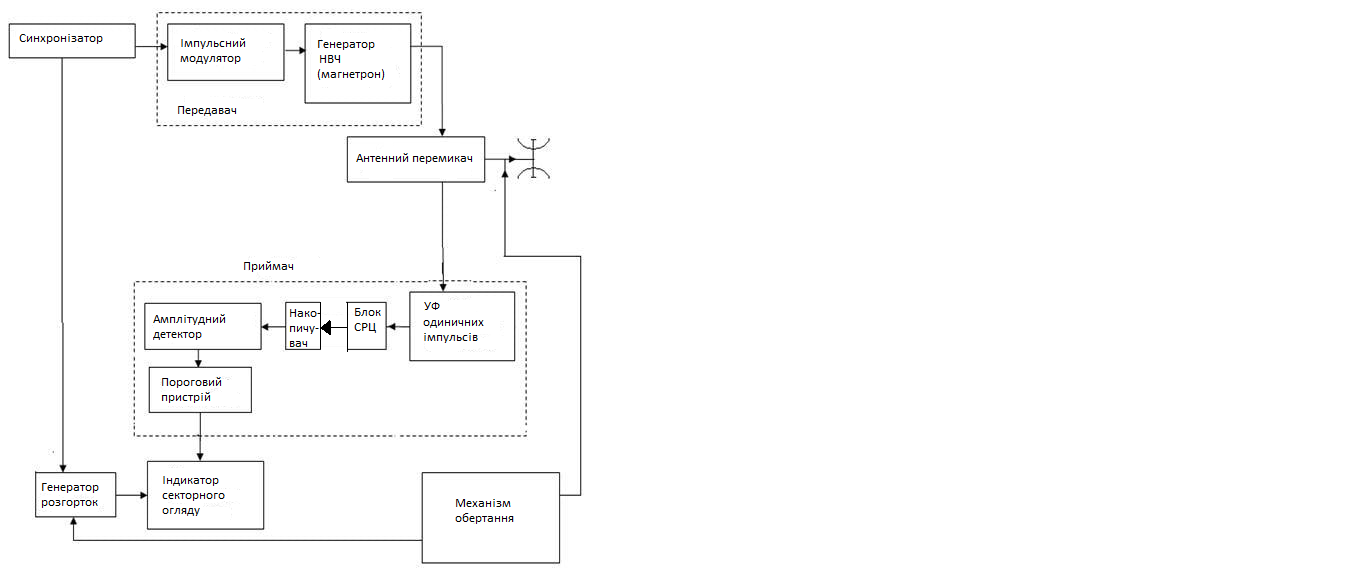 Синхронізатор
Імпульсний
модулятор
Генератор
НВЧ
(магнетрон)
Передавач
Антенний перемикач
Приймач
Амплітудний
детектор
Нако-
пичу-
вач
Блок
СРЦ
УФ
одиничних
імпульсів
Пороговий
пристрій
Генератор
розгорток
Індикатор
секторного
огляду
Механізм
обертання